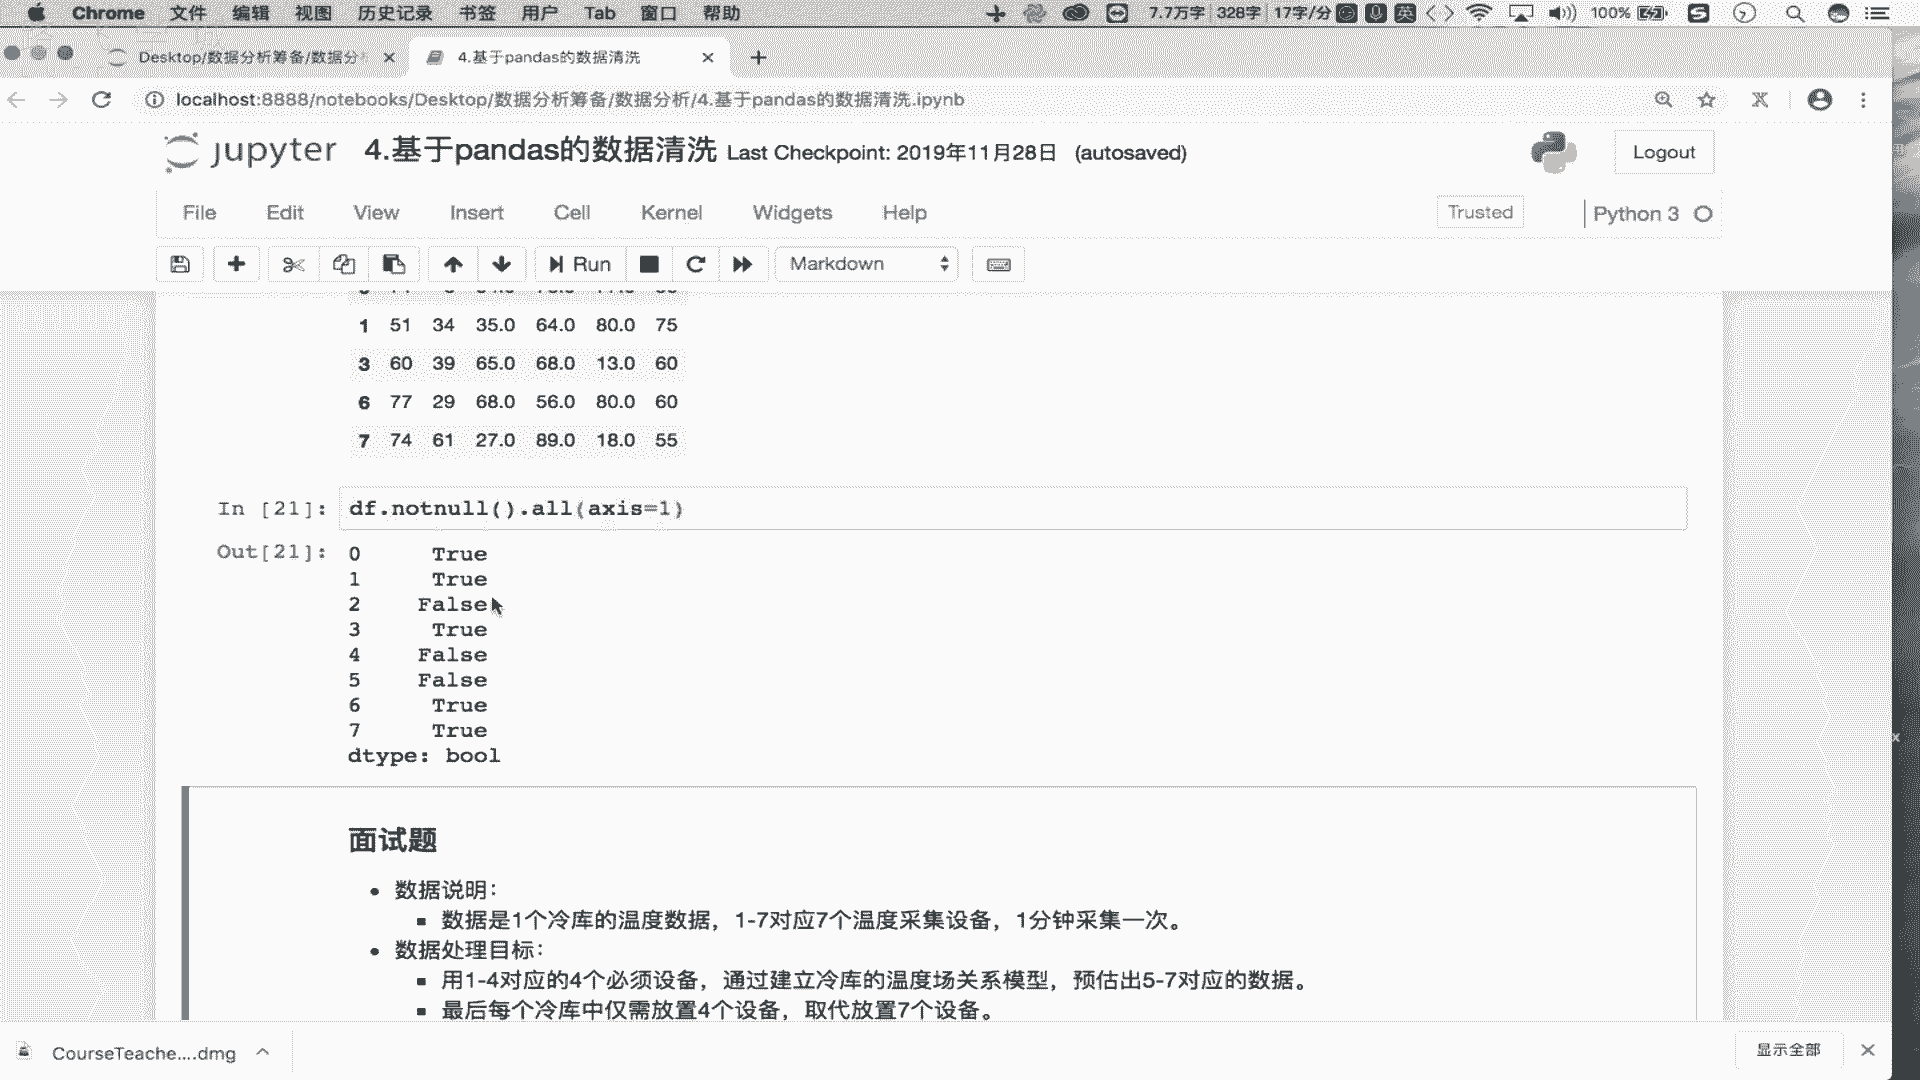 Chrome 文件 编辑 视图 历史记录 书签 用户 Tab 窗口 帮助 7.7万字 328字 17字/分 英 100%
Desktop/数据分析筹备/数据分 4.基于pandas的数据清洗
localhost:8888/notebooks/Desktop/数据分析筹备/数据分析/4.基于pandas的数据清洗.ipynb
jupyter 4.基于pandas的数据清洗 Last Checkpoint: 2019年11月28日 (autosaved) Logout
File Edit View Insert Cell Kernel Widgets Help Trusted Python 3
Run Markdown
1 51 34 35.0 64.0 80.0 75
3 60 39 65.0 68.0 13.0 60
6 77 29 68.0 56.0 80.0 60
7 74 61 27.0 89.0 18.0 55
In [21]: df.notnull().all(axis=1)
Out[21]: 0 True
1 True
2 False
3 True
4 False
5 False
6 True
7 True
dtype: bool
面试题
数据说明：
数据是1个冷库的温度数据，1-7对应7个温度采集设备，1分钟采集一次。
数据处理目标：
用1-4对应的4个必须设备，通过建立冷库的温度场关系模型，预估出5-7对应的数据。
最后每个冷库中仅需放置4个设备，取代放置7个设备。
CourseTeache....dmg 显示全部